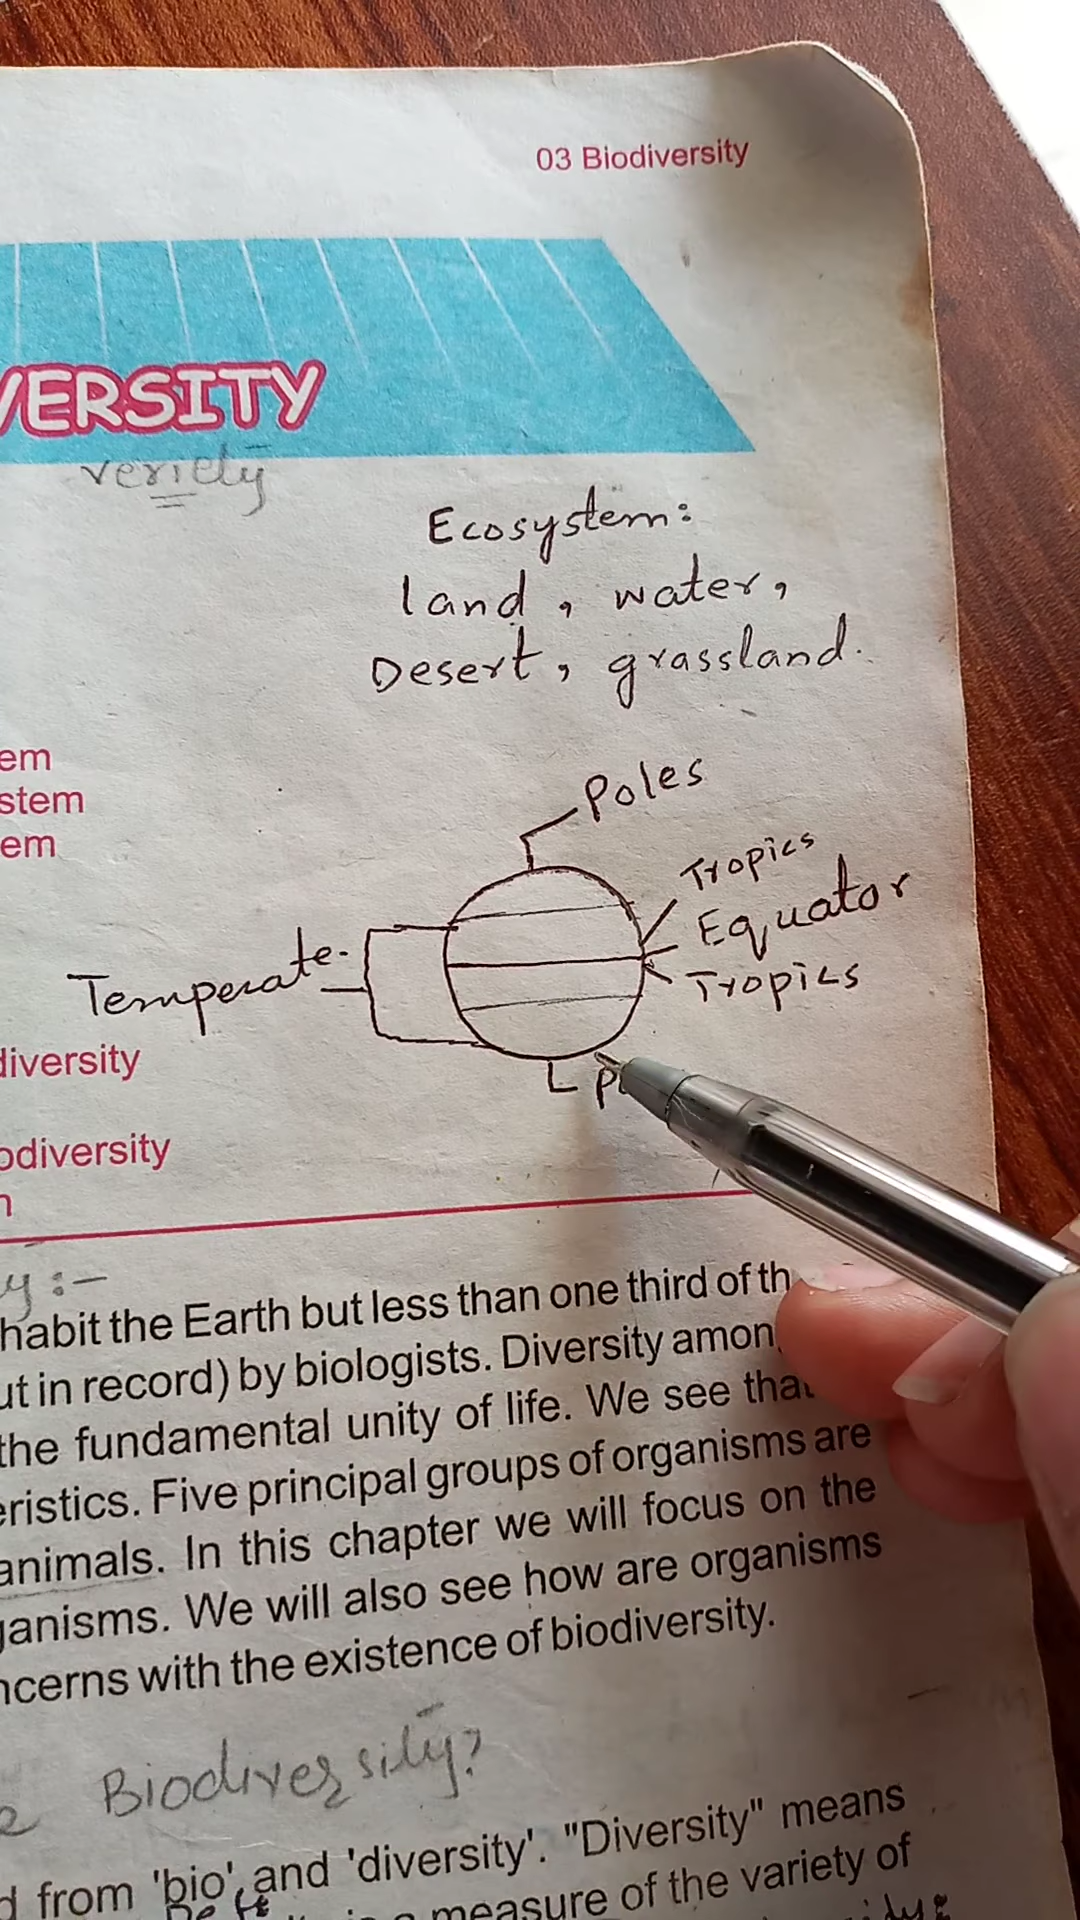 03 Biodiversity
VERSITY
veriety
Ecosystem:
land, water,
Desert, grassland.
em
stem
em
Poles
Tropics
Equator
Temperate.
Tropics
diversity
P
odiversity
n
y:-
habit the Earth but less than one third of th
ut in record) by biologists. Diversity amon
the fundamental unity of life. We see that
eristics. Five principal groups of organisms are
animals. In this chapter we will focus on the
ganisms. We will also see how are organisms
ncerns with the existence of biodiversity.
Biodiversity?
d from 'bio' and 'diversity'. "Diversity" means
a measure of the variety of